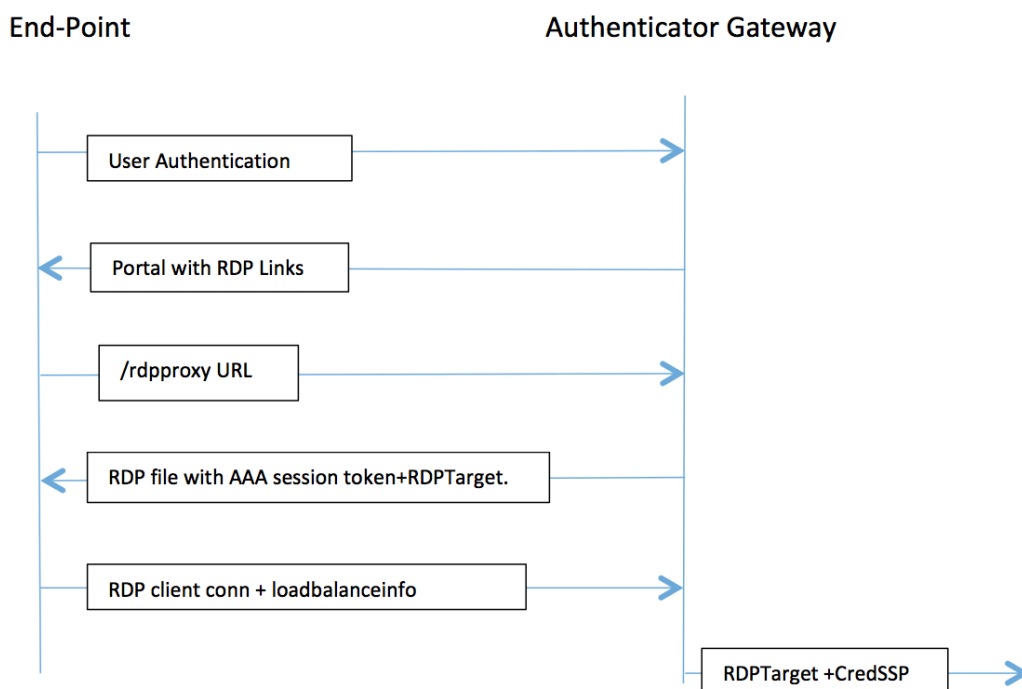 End-Point
Authenticator Gateway
User Authentication
Portal with RDP Links
/rdpproxy URL
RDP file with AAA session token+RDPTarget.
RDP client conn + loadbalanceinfo
RDPTarget +CredSSP